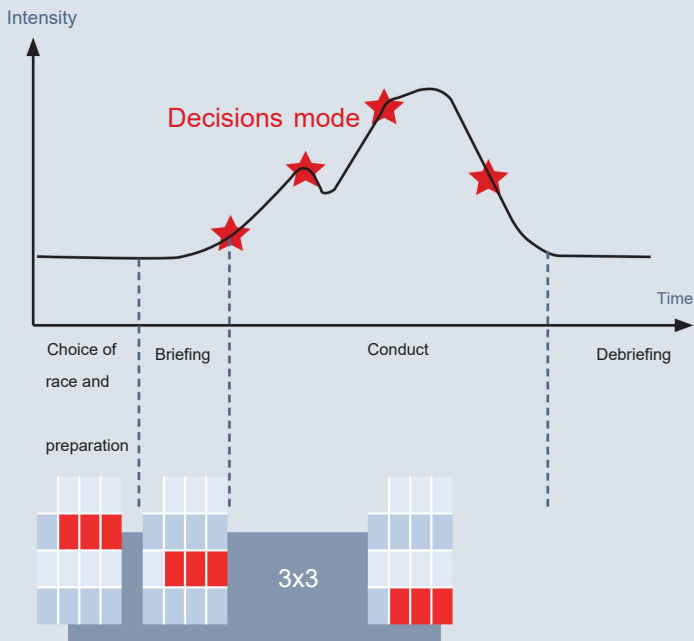 Intensity
Decisions mode
Time
Choice of
race and
preparation
Briefing
Conduct
Debriefing
3x3